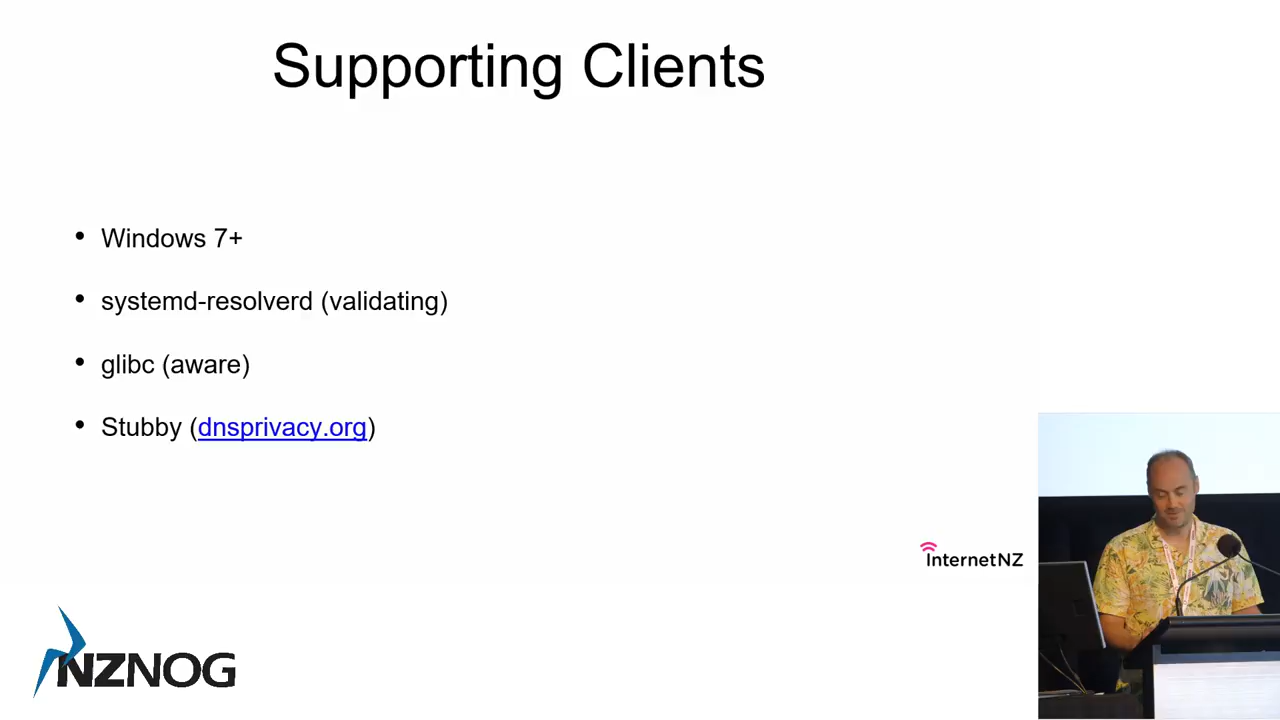 Supporting Clients
• Windows 7+
• systemd-resolverd (validating)
• glibc (aware)
• Stubby (dnsprivacy.org)
InternetNZ
NZNOG